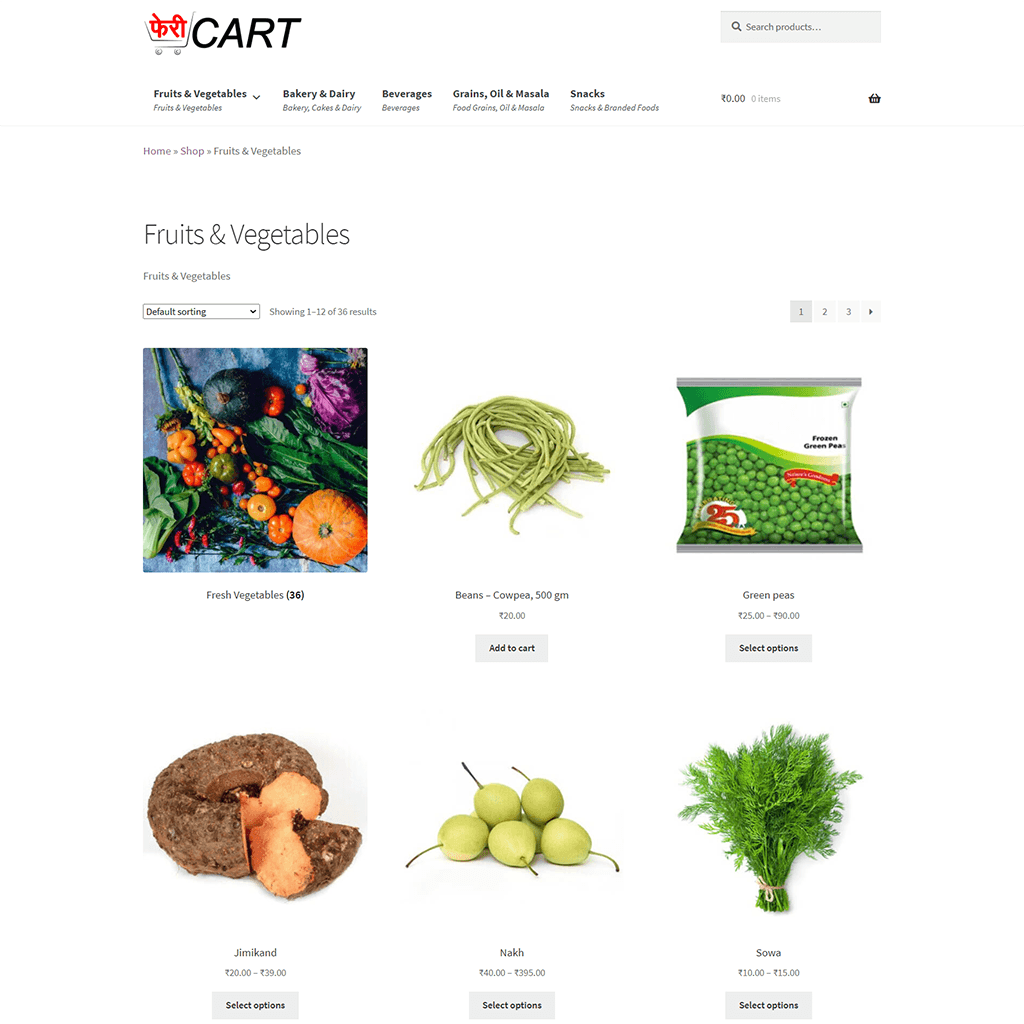 फेरी CART
Search products…
Fruits & Vegetables
Fruits & Vegetables
Bakery & Dairy
Bakery, Cakes & Dairy
Beverages
Beverages
Grains, Oil & Masala
Food Grains, Oil & Masala
Snacks
Snacks & Branded Foods
₹0.00 0 items
Home » Shop » Fruits & Vegetables
Fruits & Vegetables
Fruits & Vegetables
Default sorting Showing 1–12 of 36 results
1 2 3
Frozen
Green Peas
25
Fresh Vegetables (36)
Beans – Cowpea, 500 gm
₹20.00
Add to cart
Green peas
₹25.00 – ₹90.00
Select options
Jimikand
₹20.00 – ₹39.00
Select options
Nakh
₹40.00 – ₹395.00
Select options
Sowa
₹10.00 – ₹15.00
Select options